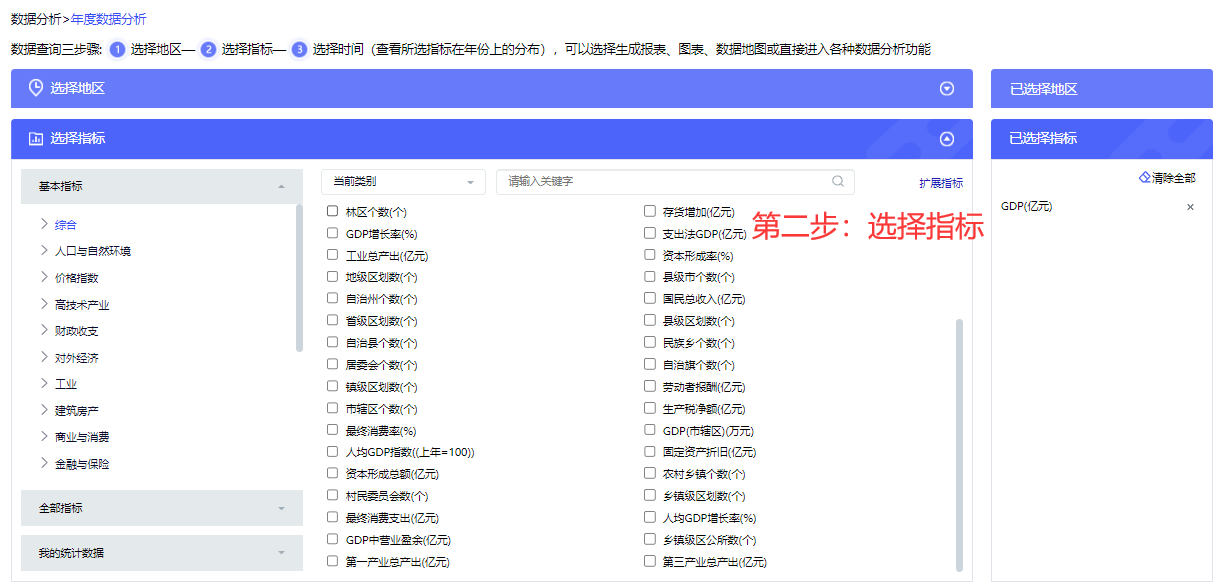 数据分析>年度数据分析
数据查询三步骤: 1 选择地区— 2 选择指标— 3 选择时间（查看所选指标在年份上的分布），可以选择生成报表、图表、数据地图或直接进入各种数据分析功能
选择地区
已选择地区
选择指标
已选择指标
基本指标
当前类别
请输入关键字
扩展指标
清除全部
综合
人口与自然环境
价格指数
高技术产业
财政收支
对外经济
工业
建筑房产
商业与消费
金融与保险
全部指标
我的统计数据
林区个数(个)
存货增加(亿元)
GDP增长率(%)
支出法GDP(亿元)
工业总产出(亿元)
资本形成率(%)
地级区划数(个)
县级市个数(个)
自治州个数(个)
国民总收入(亿元)
省级区划数(个)
县级区划数(个)
自治县个数(个)
民族乡个数(个)
居委会个数(个)
自治旗个数(个)
镇级区划数(个)
劳动者报酬(亿元)
市辖区个数(个)
生产税净额(亿元)
最终消费率(%)
GDP(市辖区)(万元)
人均GDP指数((上年=100))
固定资产折旧(亿元)
资本形成总额(亿元)
农村乡镇个数(个)
村民委员会数(个)
乡镇级区划数(个)
最终消费支出(亿元)
人均GDP增长率(%)
GDP中营业盈余(亿元)
乡镇级区公所数(个)
第一产业总产出(亿元)
第三产业总产出(亿元)
第二步：选择指标
GDP(亿元) ×